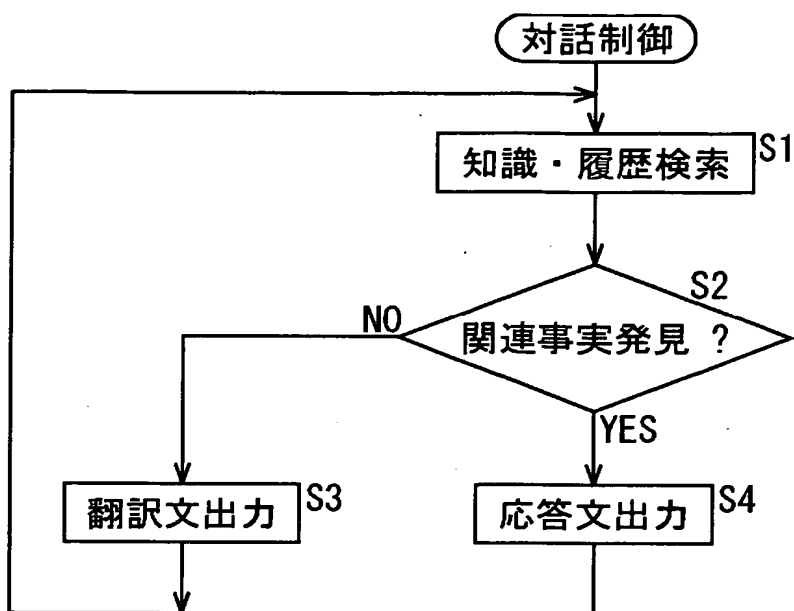 対話制御
知識・履歴検索
S1
S2
関連事実発見 ?
NO
YES
翻訳文出力
S3
応答文出力
S4